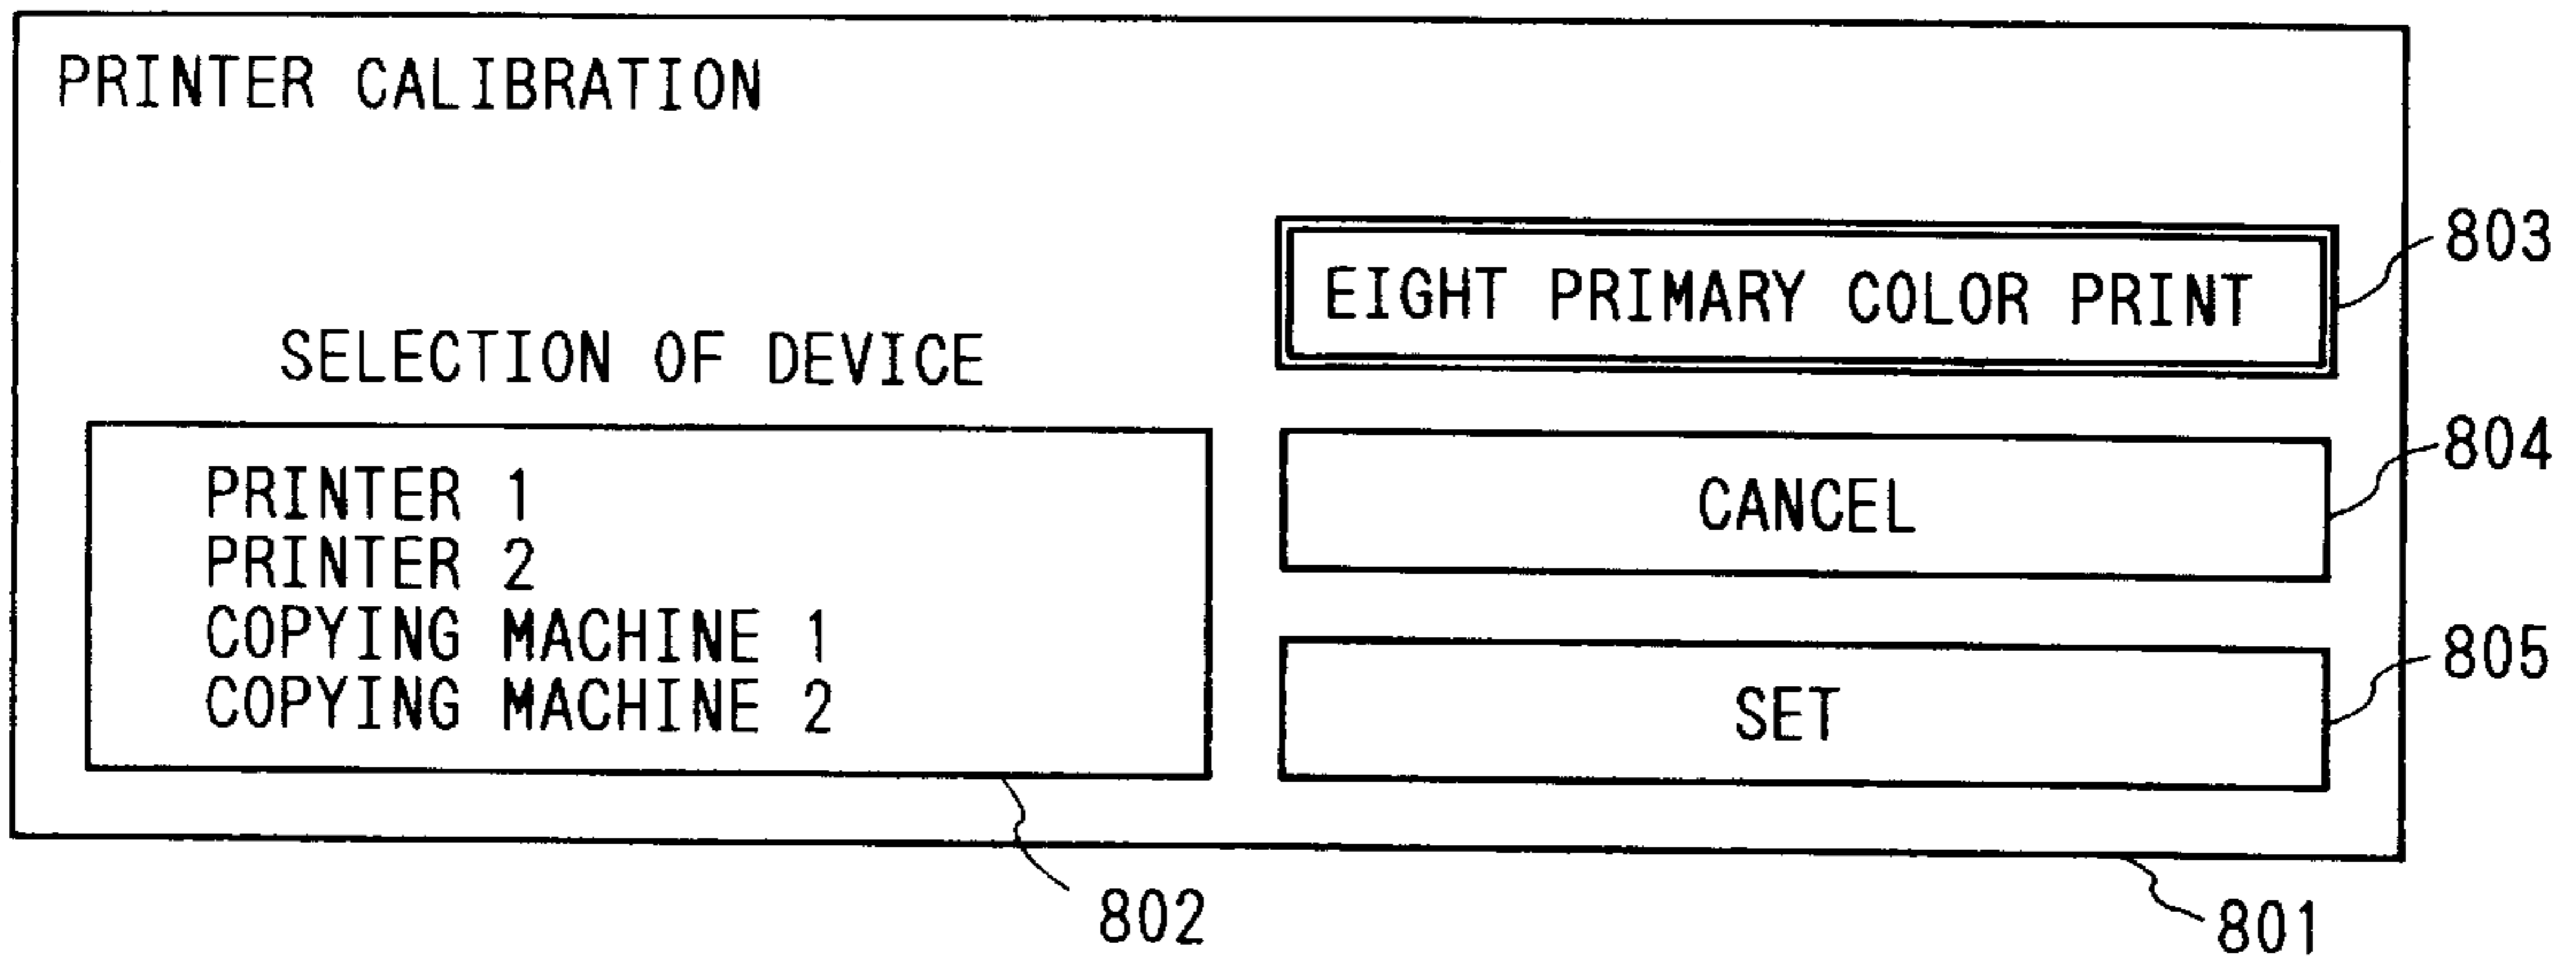 PRINTER CALIBRATION
EIGHT PRIMARY COLOR PRINT
803
SELECTION OF DEVICE
PRINTER 1
PRINTER 2
COPYING MACHINE 1
COPYING MACHINE 2
CANCEL
804
SET
805
802
801